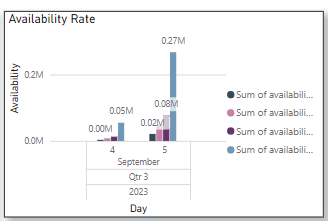 Availability Rate
0.27M
0.2M
0.08M
0.05M
0.02M
0.00M
0.0M
Availability
4
5
September
Qtr 3
2023
Day
Sum of availabili...
Sum of availabili...
Sum of availabili...
Sum of availabili...